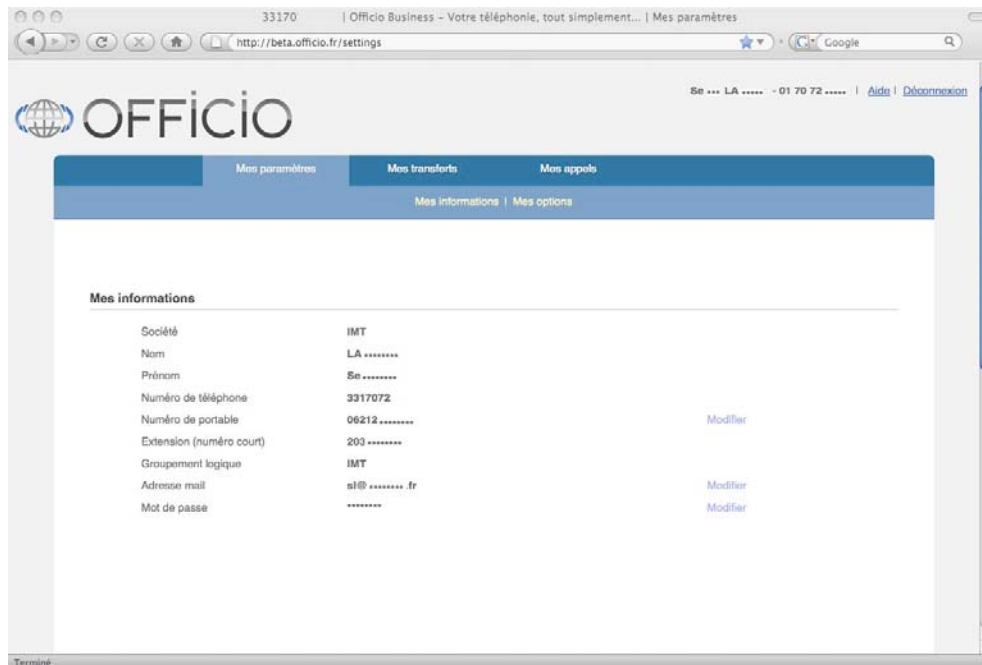 33170 | Officio Business – Votre téléphonie, tout simplement... | Mes paramètres
http://beta.officio.fr/settings Google
Se ... LA ..... - 01 70 72 ..... | Aide | Déconnexion
OFFiCiO
Mes paramètres Mes transferts Mes appels
Mes informations | Mes options
Mes informations
Société IMT
Nom LA ........
Prénom Se ........
Numéro de téléphone 3317072
Numéro de portable 06212 ........ Modifier
Extension (numéro court) 203 ........
Groupement logique IMT
Adresse mail sl@ ........ .fr Modifier
Mot de passe ........ Modifier
Terminé